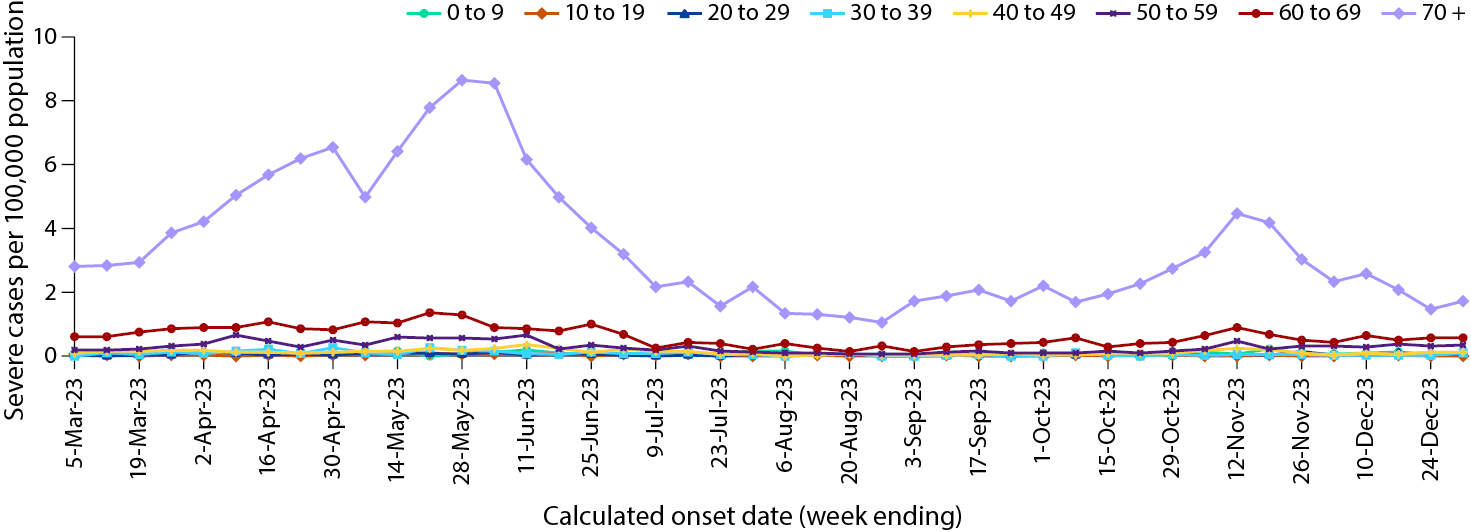 0 to 9 10 to 19 20 to 29 30 to 39 40 to 49 50 to 59 60 to 69 70 +
Severe cases per 100,000 population
10
8
6
4
2
0
5-Mar-23
19-Mar-23
2-Apr-23
16-Apr-23
30-Apr-23
14-May-23
28-May-23
11-Jun-23
25-Jun-23
9-Jul-23
23-Jul-23
6-Aug-23
20-Aug-23
3-Sep-23
17-Sep-23
1-Oct-23
15-Oct-23
29-Oct-23
12-Nov-23
26-Nov-23
10-Dec-23
24-Dec-23
Calculated onset date (week ending)